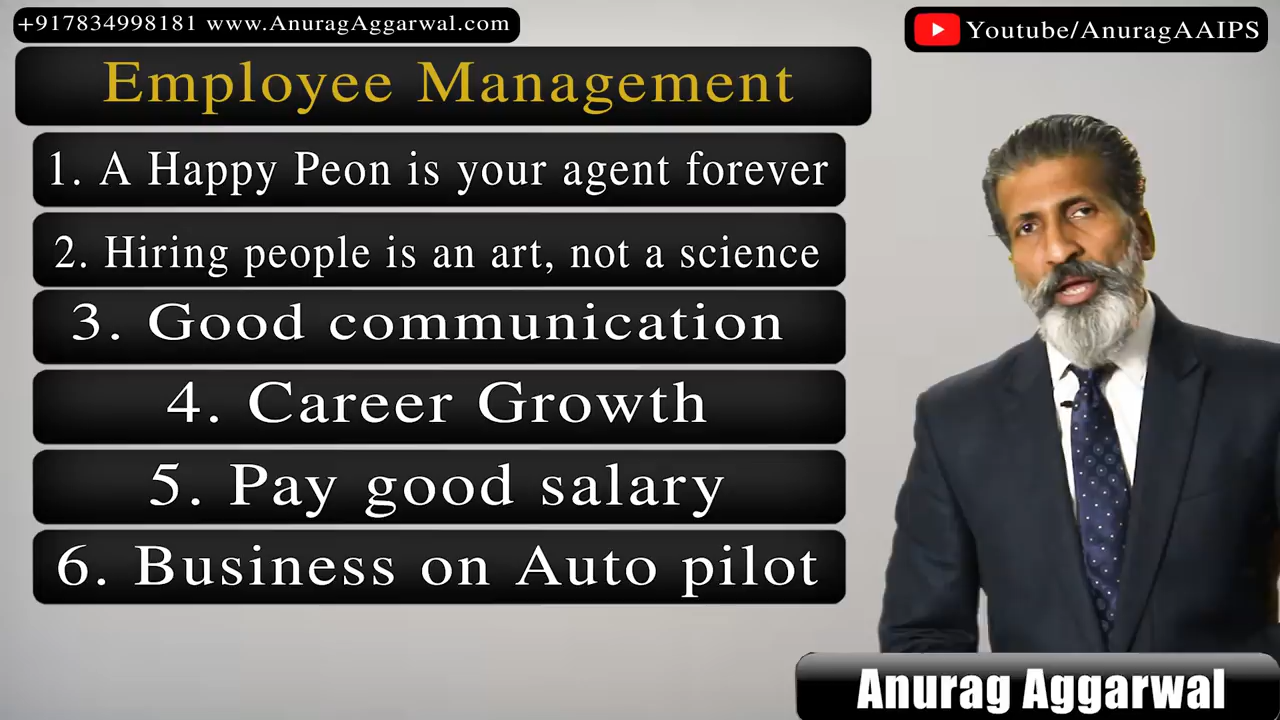 +917834998181 www.AnuragAggarwal.com
Youtube/AnuragAAIPS
Employee Management
1. A Happy Peon is your agent forever
2. Hiring people is an art, not a science
3. Good communication
4. Career Growth
5. Pay good salary
6. Business on Auto pilot
Anurag Aggarwal